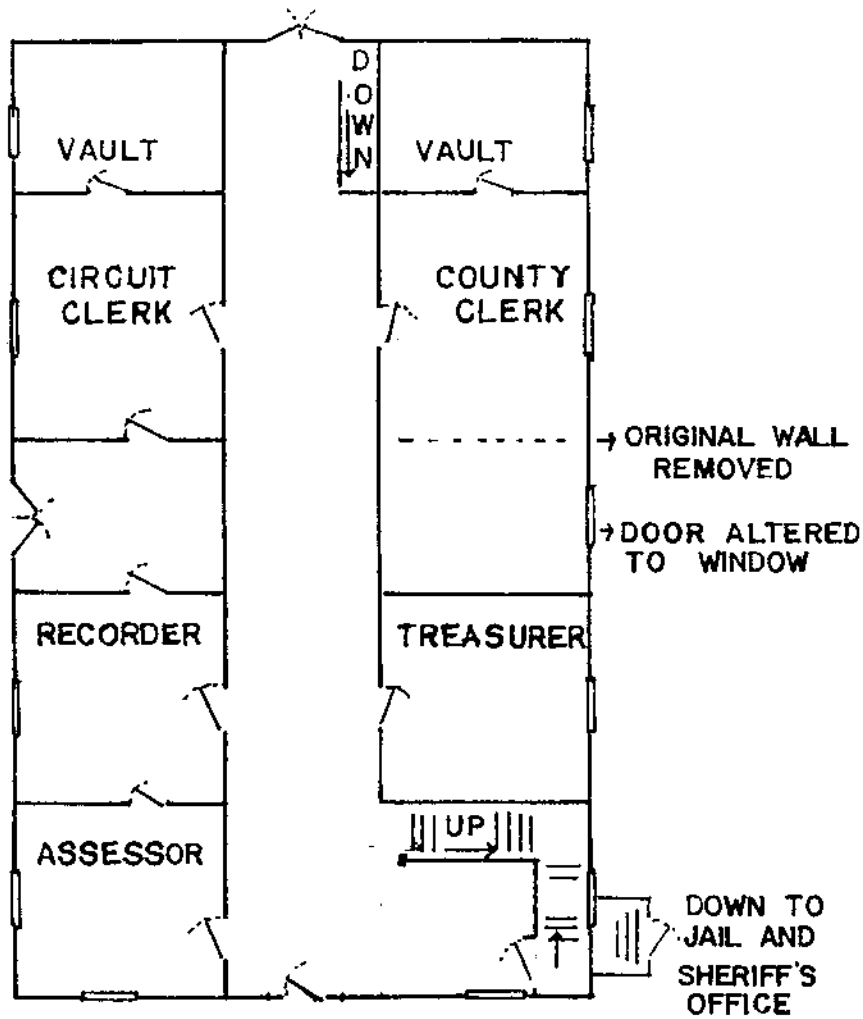 DOWN
VAULT
VAULT
CIRCUIT
CLERK
COUNTY
CLERK
ORIGINAL WALL
REMOVED
DOOR ALTERED
TO WINDOW
RECORDER
TREASURER
UP
ASSESSOR
DOWN TO
JAIL AND
SHERIFF'S
OFFICE